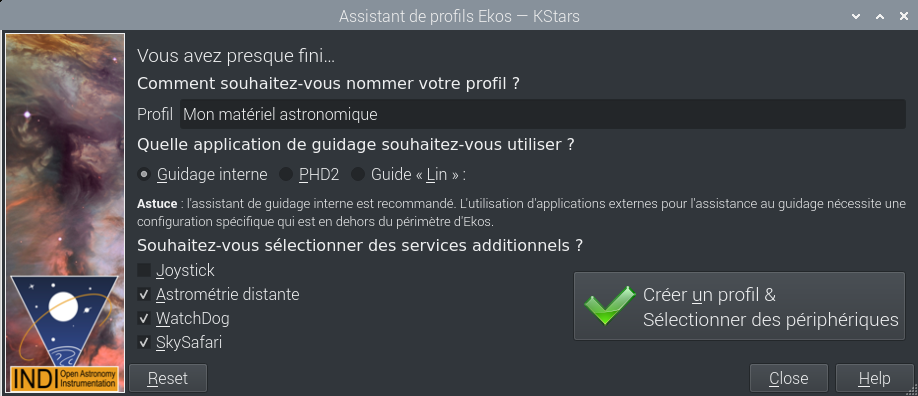 Assistant de profils Ekos — KStars
Vous avez presque fini...
Comment souhaitez-vous nommer votre profil ?
Profil Mon matériel astronomique
Quelle application de guidage souhaitez-vous utiliser ?
Guidage interne PHD2 Guide « Lin » :
Astuce : l'assistant de guidage interne est recommandé. L'utilisation d'applications externes pour l'assistance au guidage nécessite une
configuration spécifique qui est en dehors du périmètre d'Ekos.
Souhaitez-vous sélectionner des services additionnels ?
Joystick
Astrométrie distante
WatchDog
SkySafari
Créer un profil &
Sélectionner des périphériques
INDI Open Astronomy
Instrumentation
Reset Close Help